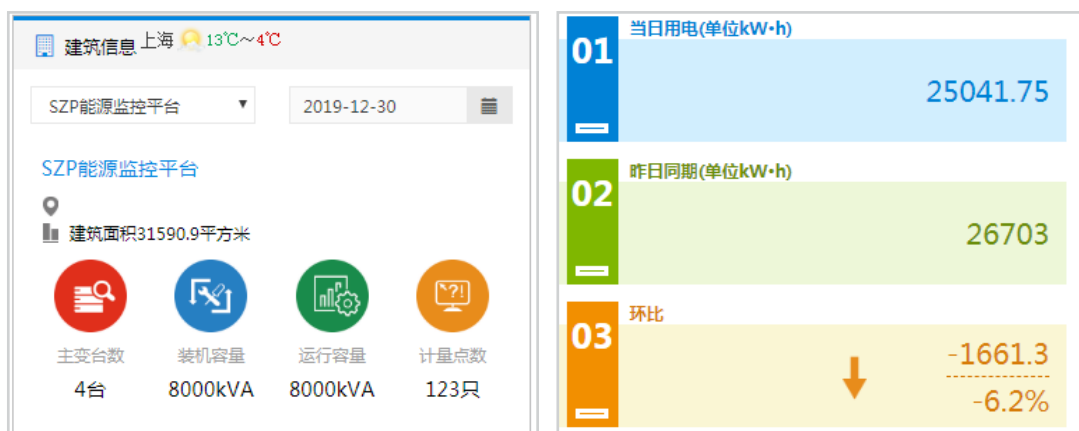 建筑信息 上海 13℃~4℃
SZP能源监控平台 ▼ 2019-12-30
SZP能源监控平台
建筑面积31590.9平方米
?!
主变台数 装机容量 运行容量 计量点数
4台 8000kVA 8000kVA 123只
01 当日用电(单位kW·h)
25041.75
02 昨日同期(单位kW·h)
26703
03 环比
-1661.3
-6.2%